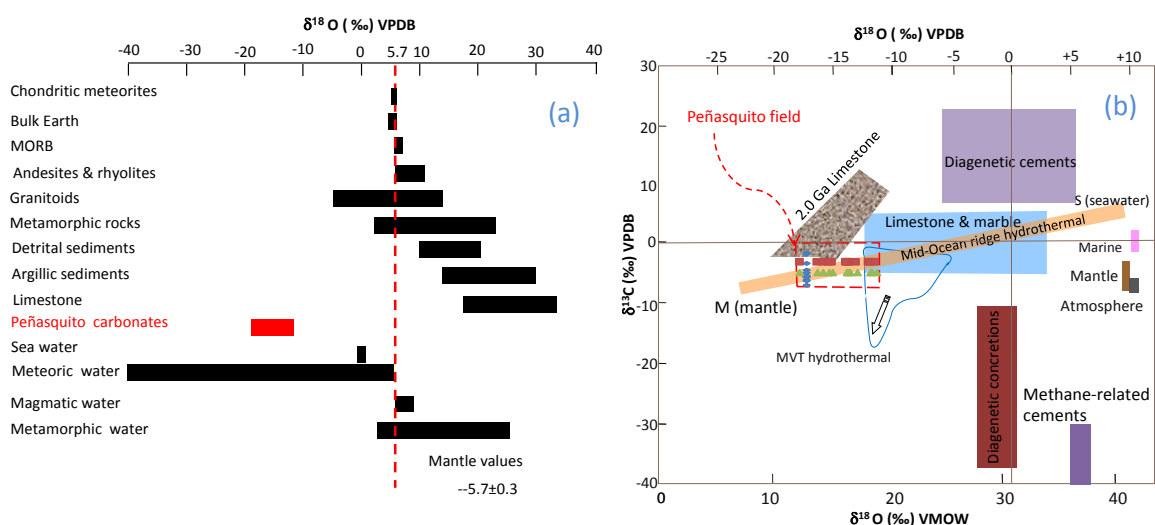 δ18 O ( ‰) VPDB
(a)
-40 -30 -20 -10 0 5.7 10 20 30 40
Chondritic meteorites
Bulk Earth
MORB
Andesites & rhyolites
Granitoids
Metamorphic rocks
Detrital sediments
Argillic sediments
Limestone
Peñasquito carbonates
Sea water
Meteoric water
Magmatic water
Metamorphic water
Mantle values
--5.7±0.3
δ18 O ( ‰) VPDB
-25 -20 -15 -10 -5 0 +5 +10
(b)
30
20
10
0
-10
-20
-30
-40
δ13C (‰) VPDB
Peñasquito field
2.0 Ga Limestone
Diagenetic cements
S (seawater)
Limestone & marble
Mid-Ocean ridge hydrothermal
Marine
Mantle
Atmosphere
M (mantle)
MVT hydrothermal
Diagenetic concretions
Methane-related
cements
0 10 20 30 40
δ18 O (‰) VMOW